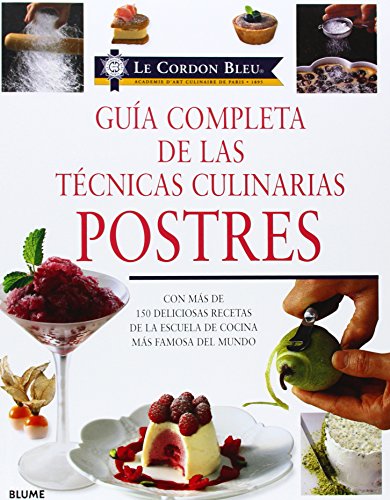 LE CORDON BLEU®
ACADEMIE D'ART CULINAIRE DE PARIS • 1895
GUÍA COMPLETA
DE LAS
TÉCNICAS CULINARIAS
POSTRES
CON MÁS DE
150 DELICIOSAS RECETAS
DE LA ESCUELA DE COCINA
MÁS FAMOSA DEL MUNDO
BLUME